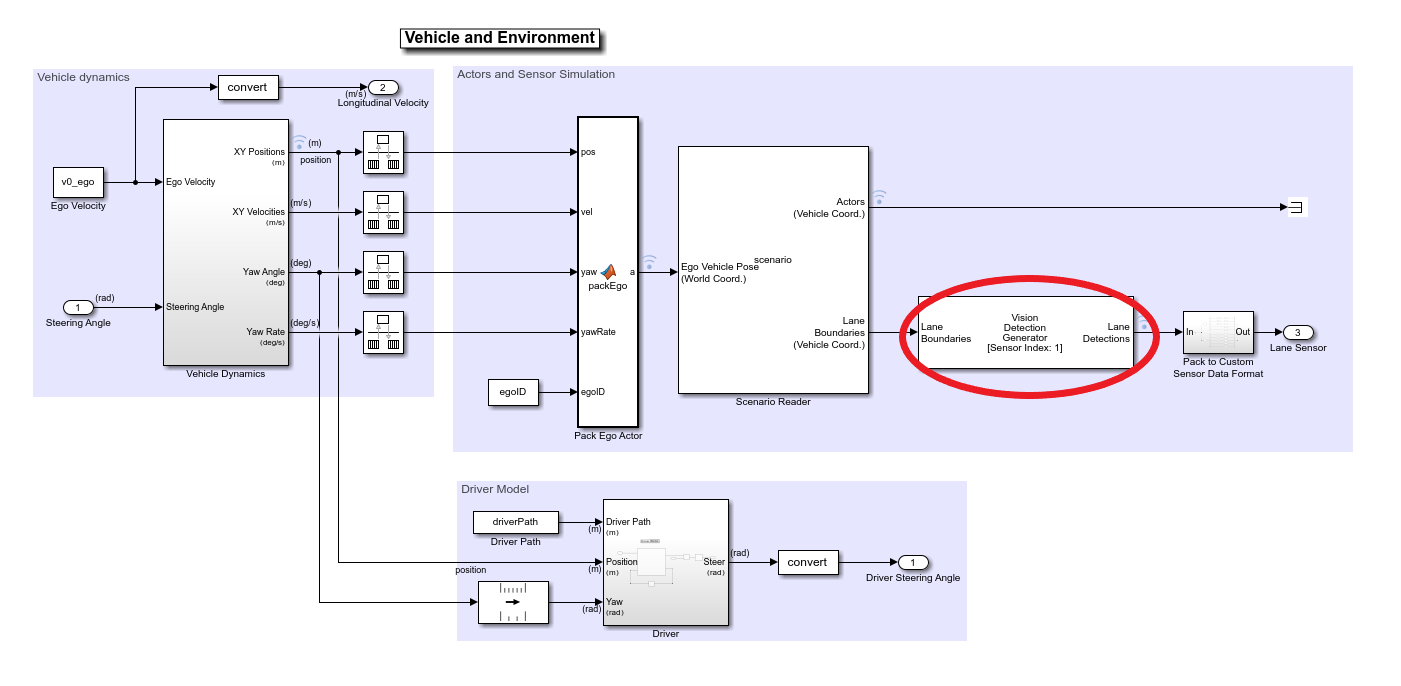 Vehicle and Environment
Vehicle dynamics
convert
(m/s)
2
Longitudinal Velocity
v0_ego
Ego Velocity
1
(rad)
Steering Angle
Ego Velocity
Steering Angle
XY Positions
(m)
XY Velocities
(m/s)
Yaw Angle
(deg)
Yaw Rate
(deg/s)
Vehicle Dynamics
(m)
position
(m/s)
(deg)
(deg/s)
Actors and Sensor Simulation
pos
vel
yaw
yawRate
egoID
packEgo
a
egoID
Pack Ego Actor
Ego Vehicle Pose
(World Coord.)
scenario
Actors
(Vehicle Coord.)
Lane
Boundaries
(Vehicle Coord.)
Scenario Reader
Lane
Boundaries
Vision
Detection
Generator
[Sensor Index: 1]
Lane
Detections
In
Out
Pack to Custom
Sensor Data Format
3
Lane Sensor
Driver Model
driverPath
Driver Path
(m)
position
(m)
(rad)
Driver Path
(m)
Position
(m)
Yaw
(rad)
Steer
(rad)
Driver
(rad)
convert
1
Driver Steering Angle